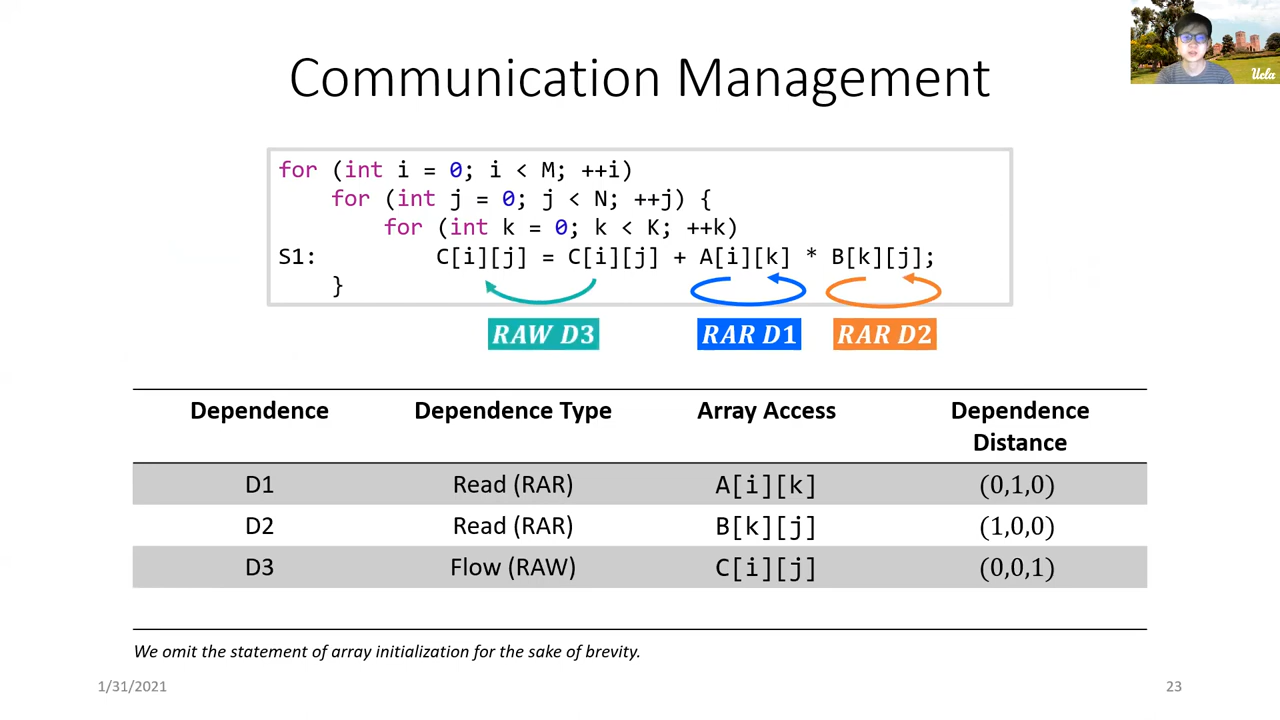 Communication Management
Ucla
for (int i = 0; i < M; ++i)
for (int j = 0; j < N; ++j) {
for (int k = 0; k < K; ++k)
S1: C[i][j] = C[i][j] + A[i][k] * B[k][j];
}
RAW D3 RAR D1 RAR D2
Dependence Dependence Type Array Access Dependence Distance
D1 Read (RAR) A[i][k] (0,1,0)
D2 Read (RAR) B[k][j] (1,0,0)
D3 Flow (RAW) C[i][j] (0,0,1)
We omit the statement of array initialization for the sake of brevity.
1/31/2021 23